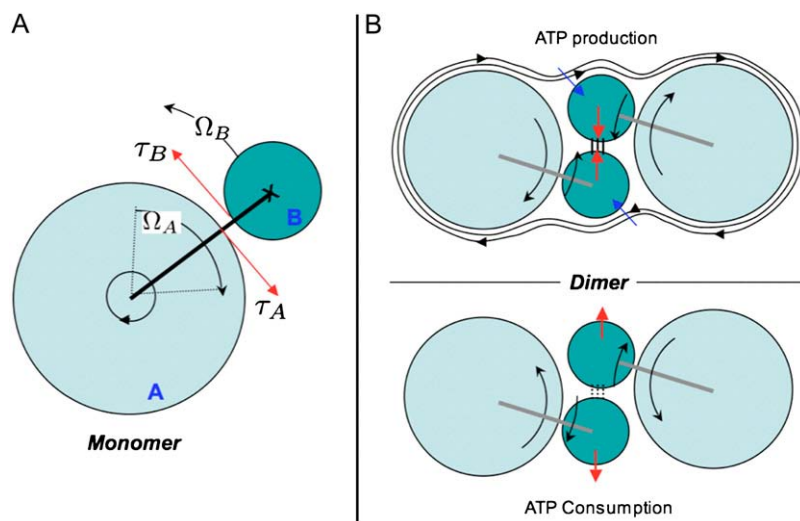 A
Ω_B
τ_B
B
Ω_A
τ_A
A
Monomer
B
ATP production
Dimer
ATP Consumption